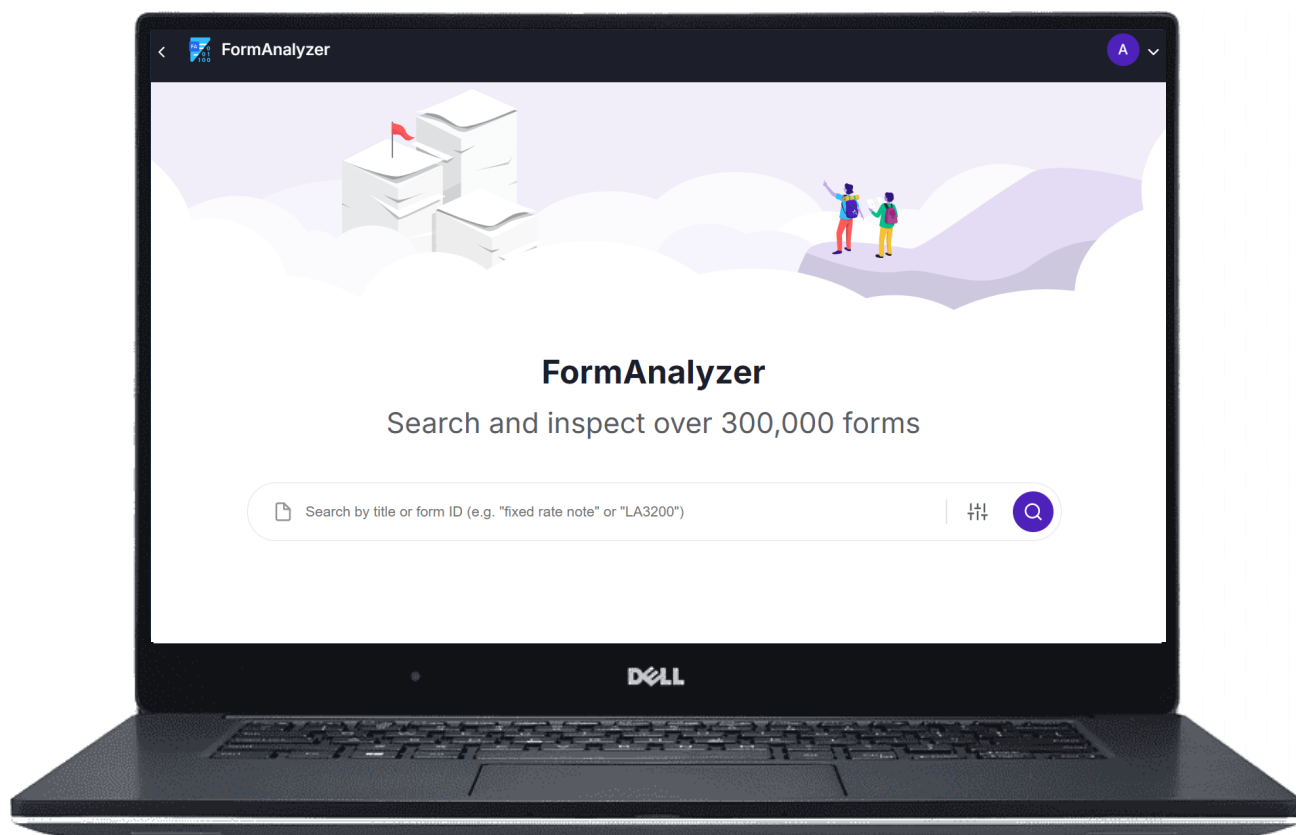 FormAnalyzer
A
FormAnalyzer
Search and inspect over 300,000 forms
Search by title or form ID (e.g. "fixed rate note" or "LA3200")
DELL